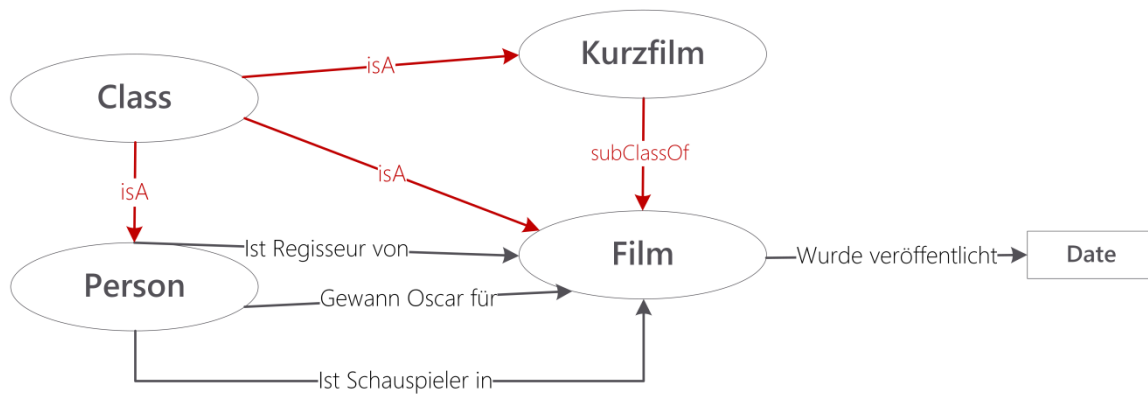 Kurzfilm
isA
Class
subClassOf
isA
isA
Ist Regisseur von
Film
Wurde veröffentlicht
Date
Person
Gewann Oscar für
Ist Schauspieler in